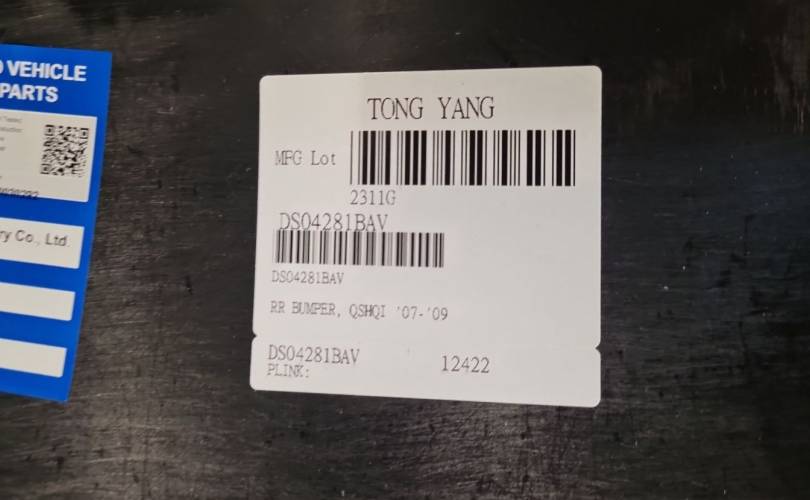 VEHICLE
PARTS
ry Co., Ltd.
TONG YANG
MFG Lot
2311G
DS04281BAV
DS04281BAV
RR BUMPER, QSHQI '07-'09
DS04281BAV
12422
PLINK: